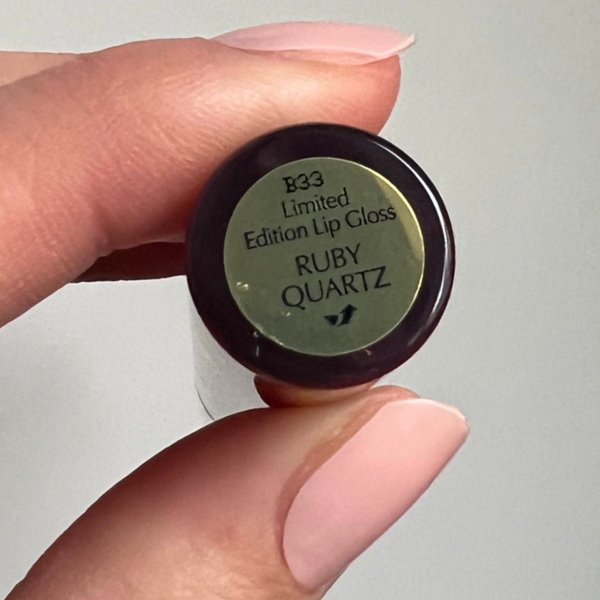 B33
Limited
Edition Lip Gloss
RUBY
QUARTZ